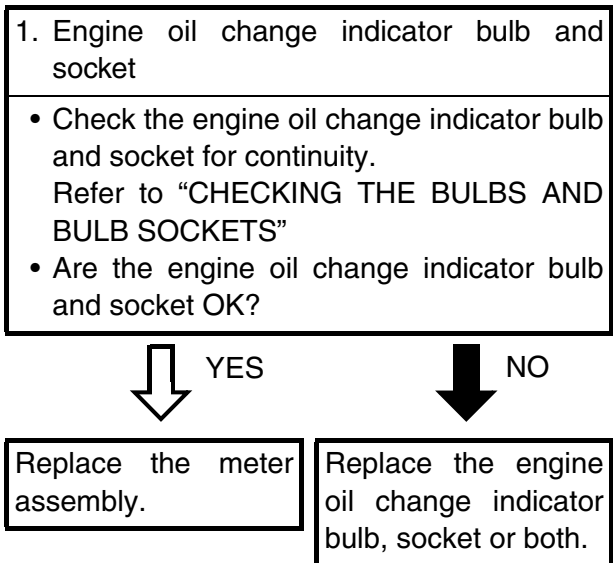 1. Engine oil change indicator bulb and
socket
• Check the engine oil change indicator bulb
and socket for continuity.
Refer to “CHECKING THE BULBS AND
BULB SOCKETS”
• Are the engine oil change indicator bulb
and socket OK?
YES
NO
Replace the meter
assembly.
Replace the engine
oil change indicator
bulb, socket or both.